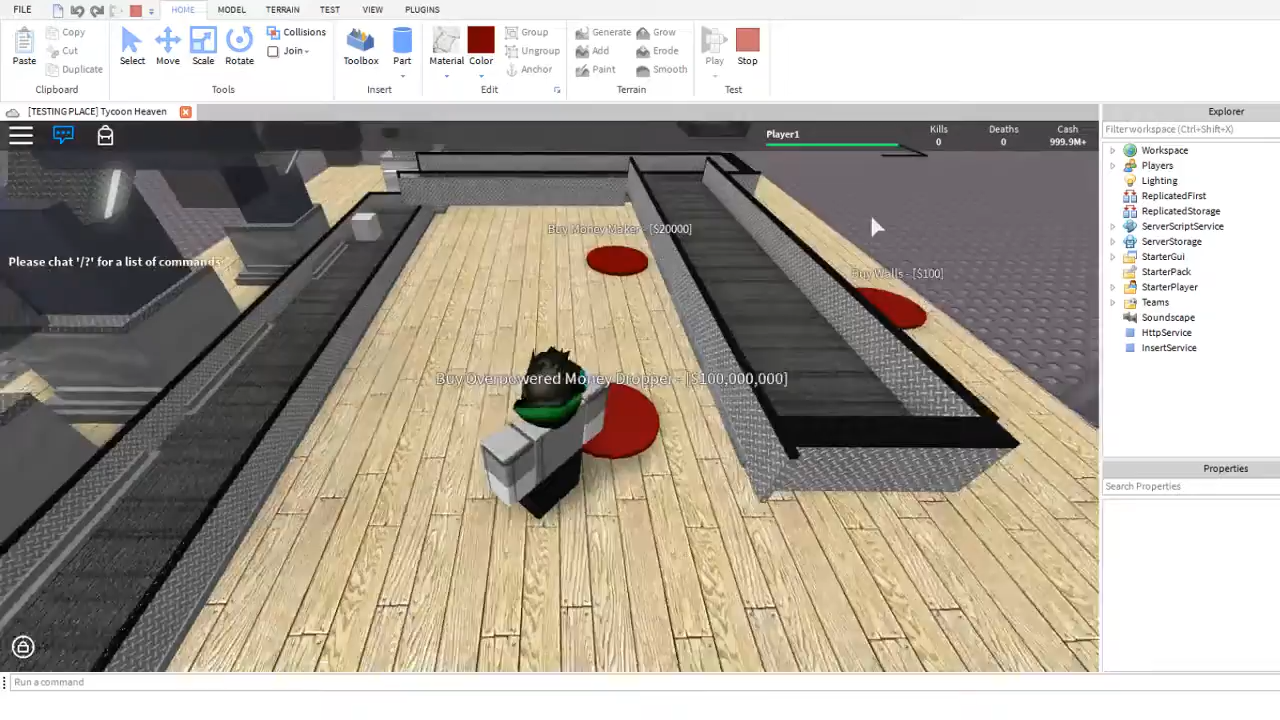 FILE HOME MODEL TERRAIN TEST VIEW PLUGINS
Paste Copy Cut Duplicate
Clipboard
Select Move Scale Rotate Collisions Join
Tools
Toolbox Part
Insert
Material Color Group Ungroup Anchor
Edit
Generate Add Paint Grow Erode Smooth
Terrain
Play Stop
Test
[TESTING PLACE] Tycoon Heaven
Player1
Kills Deaths Cash
0 0 999.9M+
Buy Money Maker - [$20000]
Please chat '/?' for a list of commands
Buy Walls - [$100]
Buy Overpowered Money Dropper - [$100,000,000]
Run a command
Explorer
Filter workspace (Ctrl+Shift+X)
Workspace
Players
Lighting
ReplicatedFirst
ReplicatedStorage
ServerScriptService
ServerStorage
StarterGui
StarterPack
StarterPlayer
Teams
Soundscape
HttpService
InsertService
Properties
Search Properties